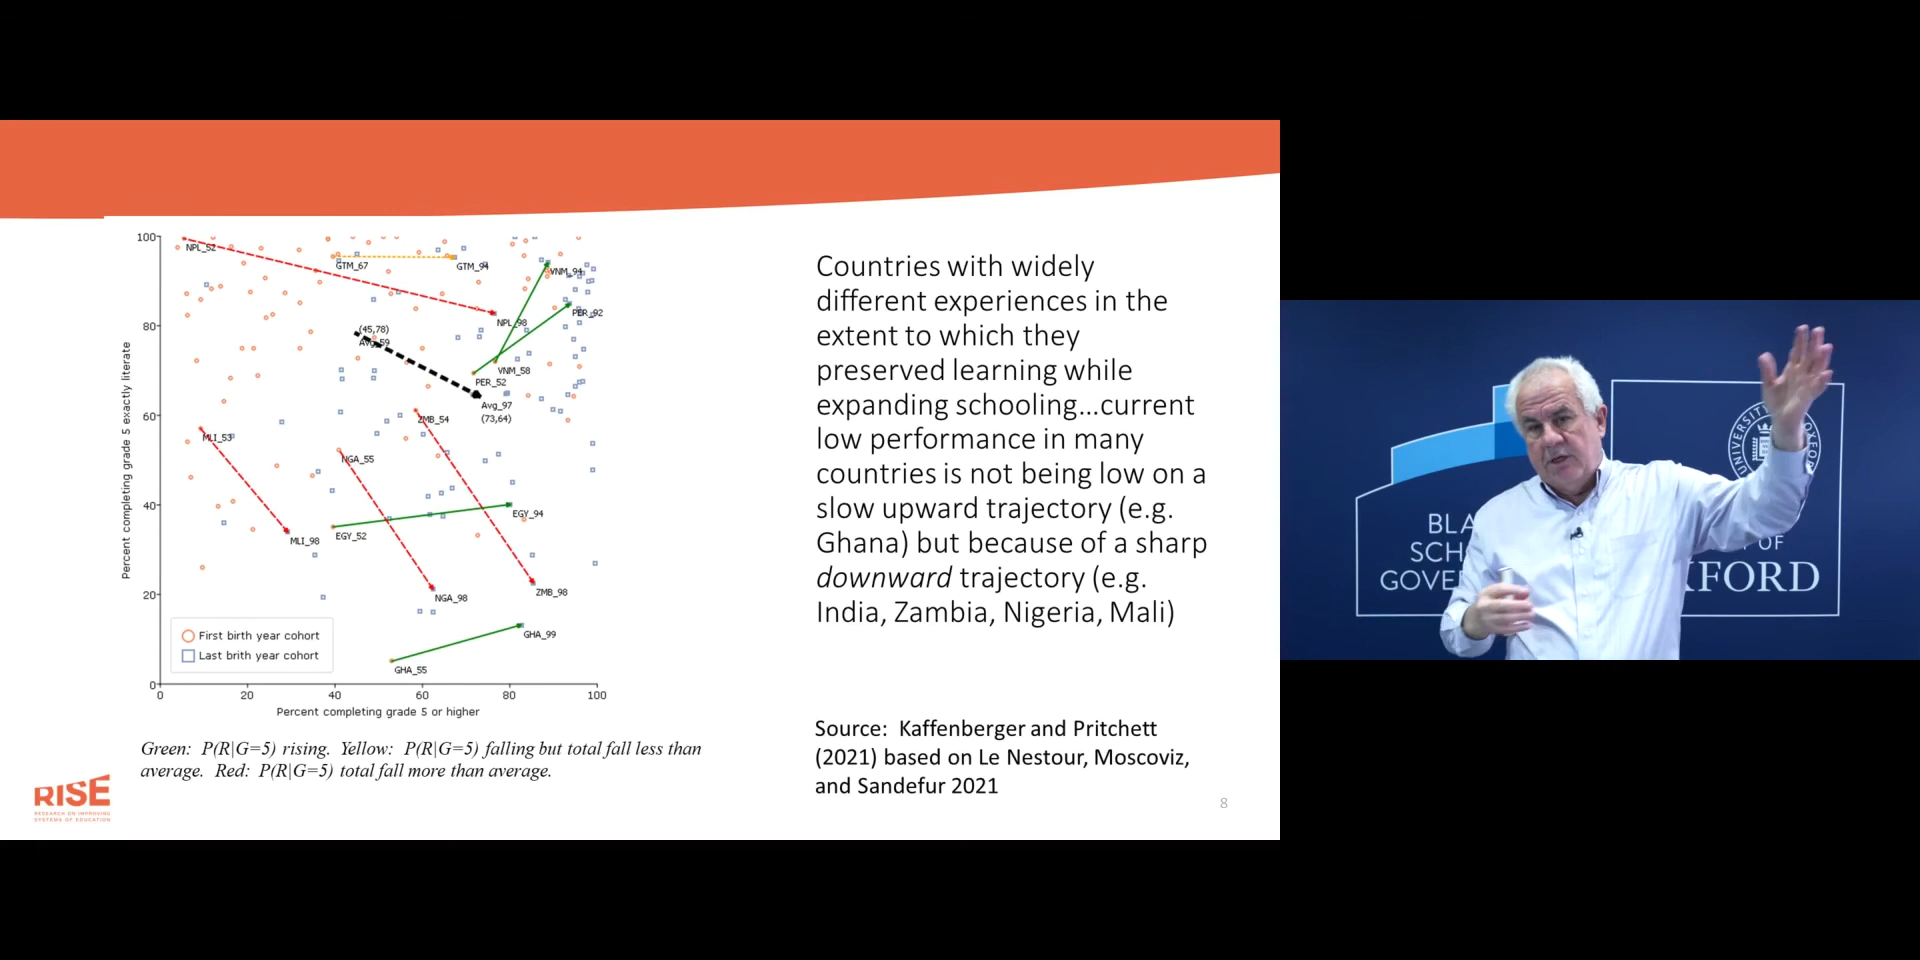 100
80
60
40
20
0
0 20 40 60 80 100
Percent completing grade 5 exactly literate
Percent completing grade 5 or higher
NPL_52
GTM_67
GTM_94
VNM_94
PER_92
NPL_98
(45,78)
Avg_59
VNM_58
PER_52
Avg_97
(73,64)
ZMB_54
MLI_53
NGA_55
EGY_94
EGY_52
MLI_98
ZMB_98
NGA_98
GHA_99
GHA_55
First birth year cohort
Last brith year cohort
Green: P(R|G=5) rising. Yellow: P(R|G=5) falling but total fall less than
average. Red: P(R|G=5) total fall more than average.
RISE
RESEARCH ON IMPROVING
SYSTEMS OF EDUCATION
Countries with widely
different experiences in the
extent to which they
preserved learning while
expanding schooling…current
low performance in many
countries is not being low on a
slow upward trajectory (e.g.
Ghana) but because of a sharp
downward trajectory (e.g.
India, Zambia, Nigeria, Mali)
Source: Kaffenberger and Pritchett
(2021) based on Le Nestour, Moscoviz,
and Sandefur 2021
8
BLA
SCH
GOVE
UNIVERSITY OXFORD
OF
XFORD